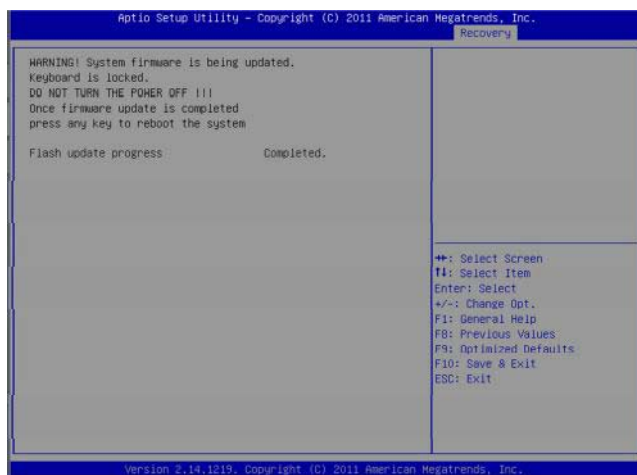 Aptio Setup Utility - Copyright (C) 2011 American Megatrends, Inc.
Recovery
WARNING! System firmware is being updated.
Keyboard is locked.
DO NOT TURN THE POWER OFF !!!
Once firmware update is completed
press any key to reboot the system
Flash update progress Completed.
→←: Select Screen
↑↓: Select Item
Enter: Select
+/-: Change Opt.
F1: General Help
F8: Previous Values
F9: Optimized Defaults
F10: Save & Exit
ESC: Exit
Version 2.14.1219. Copyright (C) 2011 American Megatrends, Inc.